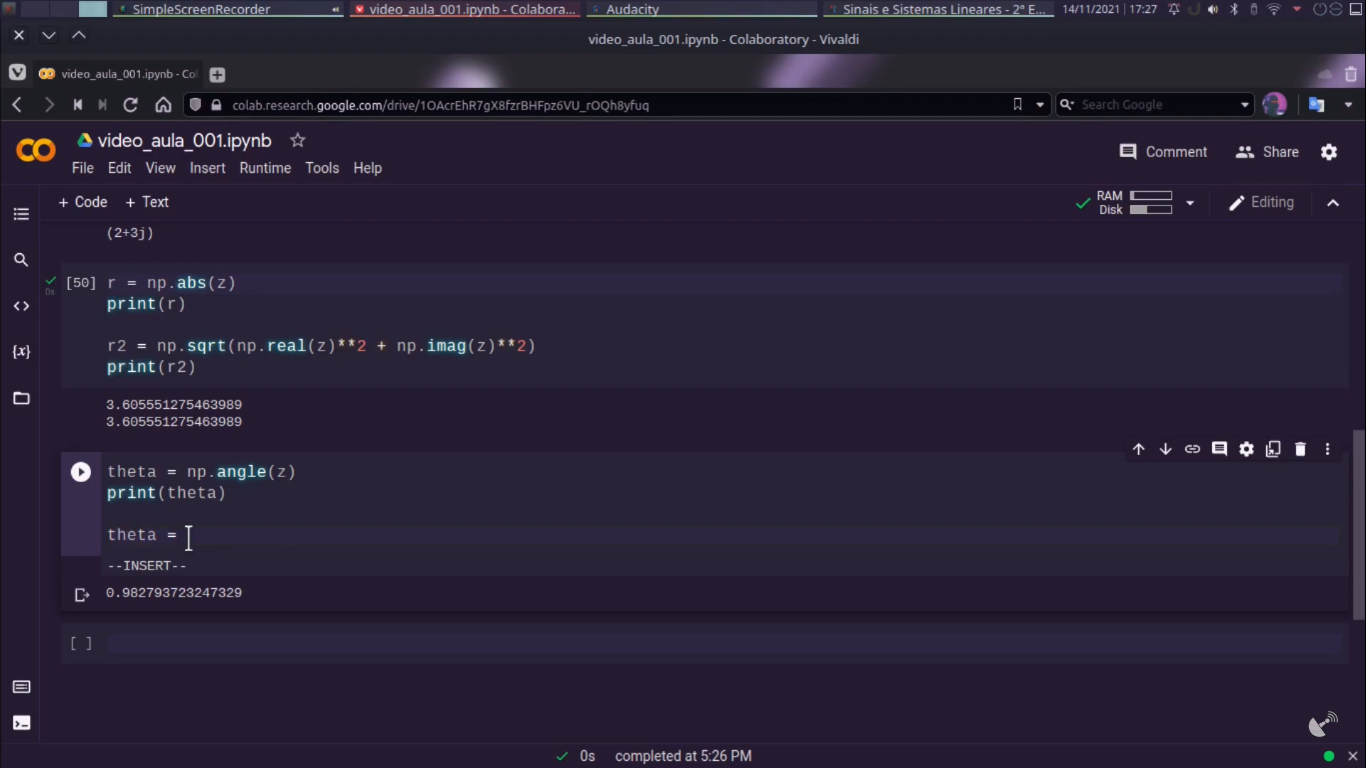 SimpleScreenRecorder
video_aula_001.ipynb - Colabora...
Audacity
Sinais e Sistemas Lineares - 2ª E...
14/11/2021
17:27
video_aula_001.ipynb - Colaboratory - Vivaldi
video_aula_001.ipynb - Co
colab.research.google.com/drive/1OAcrEhR7gX8fzrBHFpz6VU_rOQh8yfuq
Search Google
video_aula_001.ipynb
File Edit View Insert Runtime Tools Help
Comment
Share
+ Code + Text
RAM
Disk
Editing
(2+3j)
[50] r = np.abs(z)
0s
print(r)
r2 = np.sqrt(np.real(z)**2 + np.imag(z)**2)
print(r2)
3.605551275463989
3.605551275463989
{x}
theta = np.angle(z)
print(theta)
theta =
--INSERT--
0.982793723247329
[ ]
0s completed at 5:26 PM